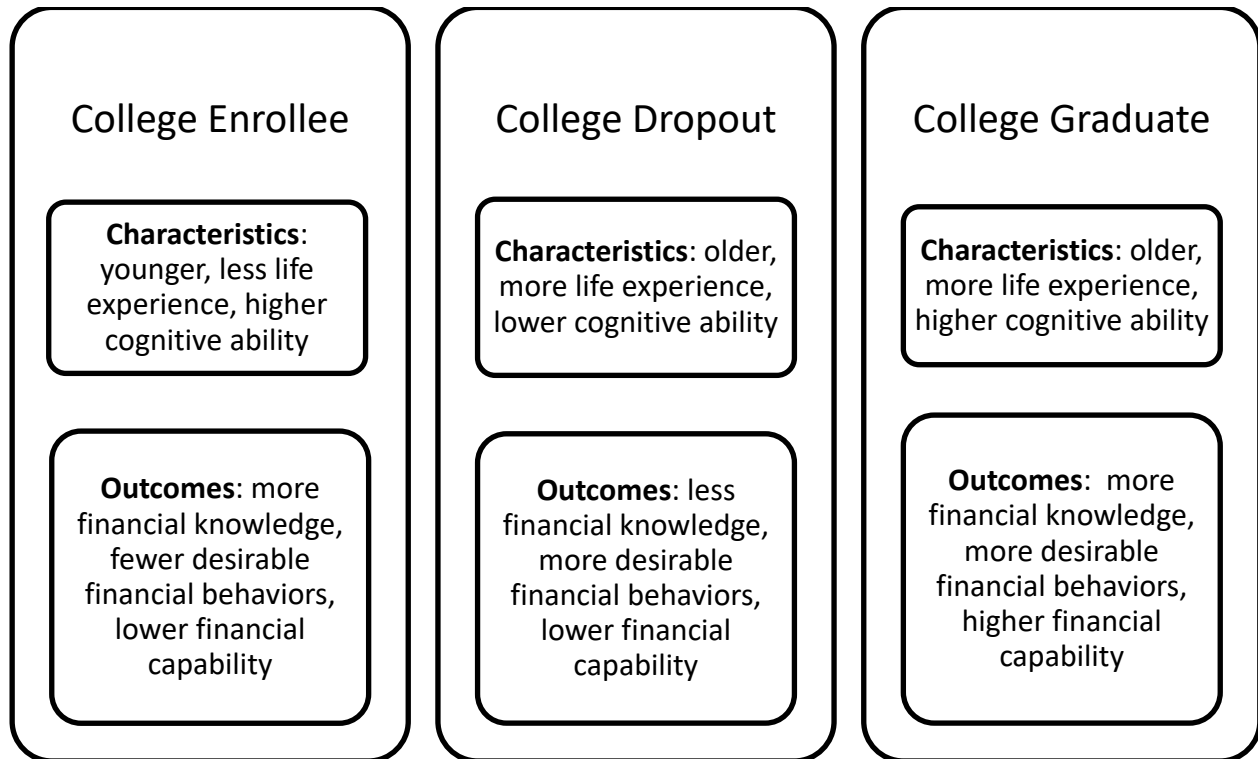 College Enrollee
Characteristics:
younger, less life
experience, higher
cognitive ability
Outcomes: more
financial knowledge,
fewer desirable
financial behaviors,
lower financial
capability
College Dropout
Characteristics: older,
more life experience,
lower cognitive ability
Outcomes: less
financial knowledge,
more desirable
financial behaviors,
lower financial
capability
College Graduate
Characteristics: older,
more life experience,
higher cognitive ability
Outcomes:  more
financial knowledge,
more desirable
financial behaviors,
higher financial
capability